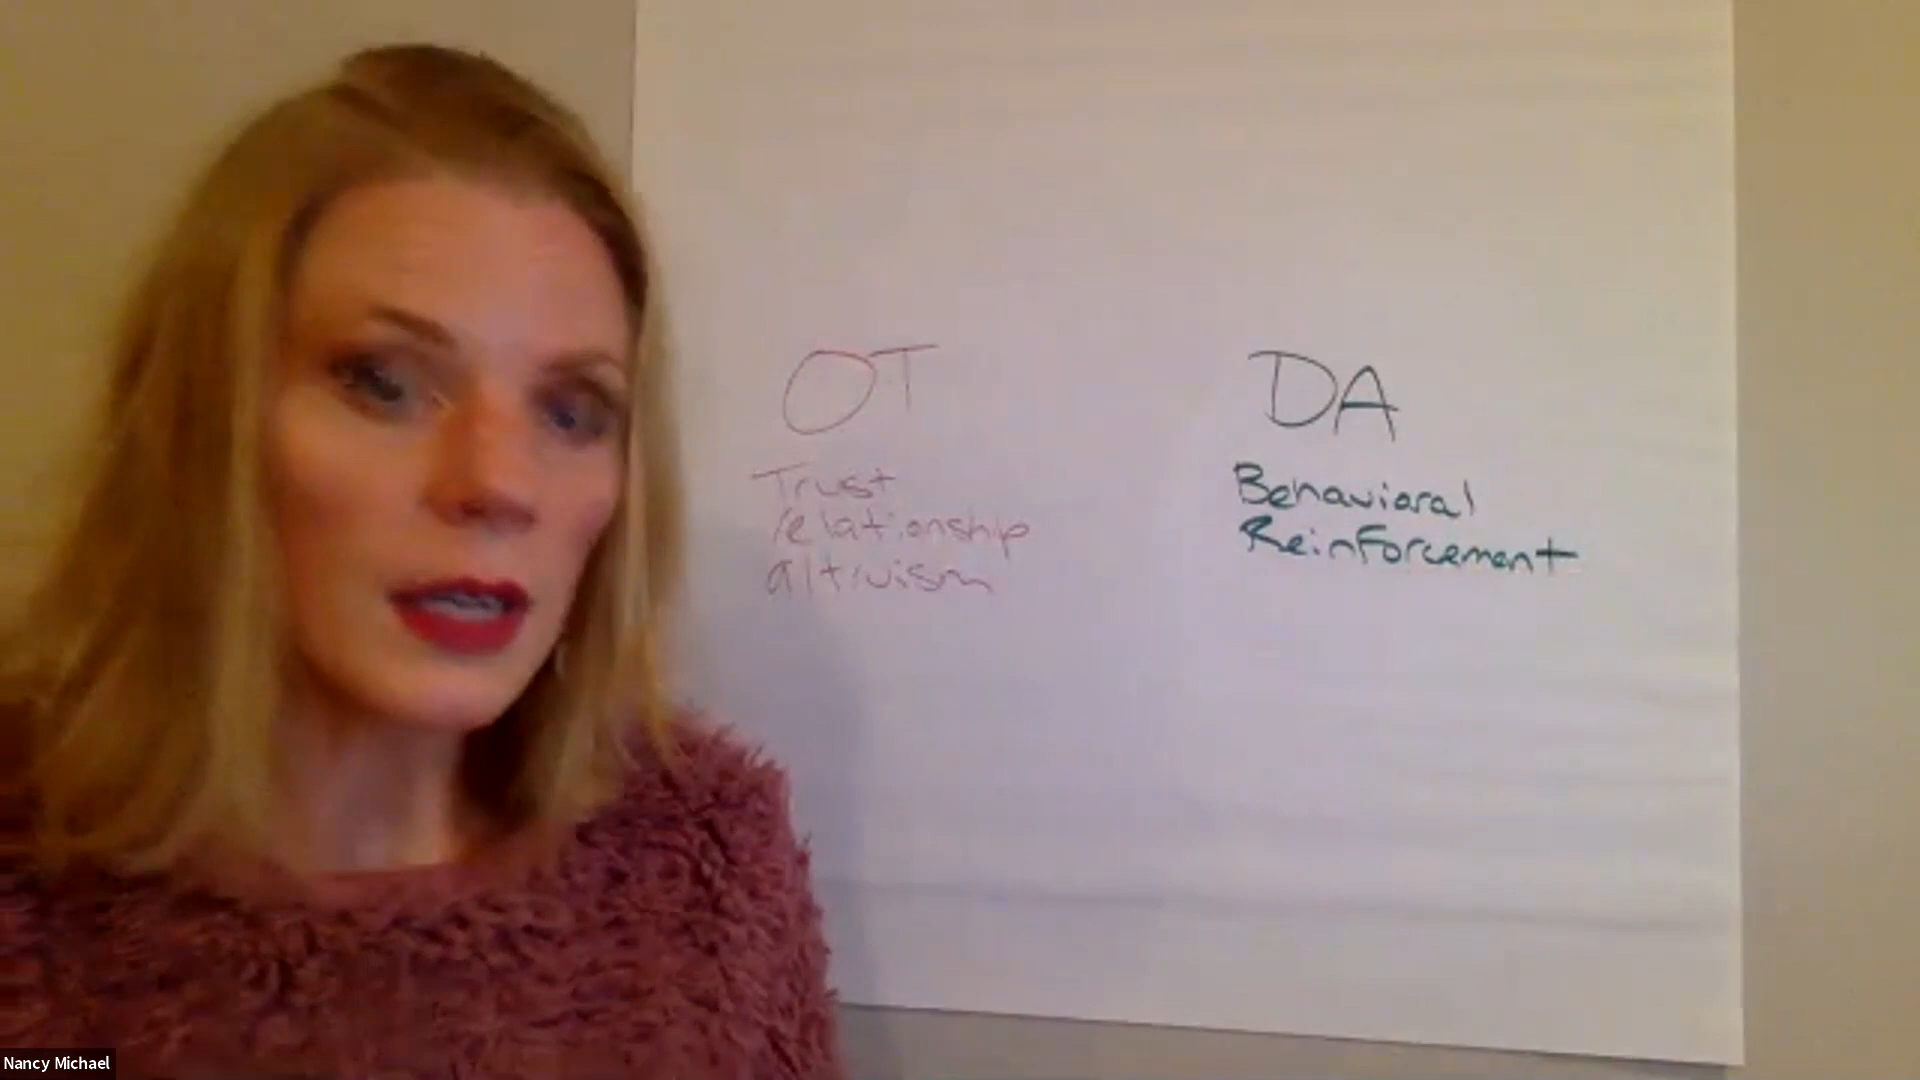 OT
Trust
relationship
altruism
DA
Behavioral
Reinforcement
Nancy Michael